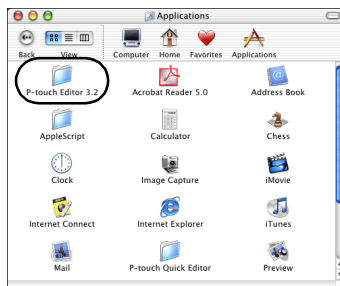 Applications
Back View Computer Home Favorites Applications
P-touch Editor 3.2 Acrobat Reader 5.0 Address Book
AppleScript Calculator Chess
Clock Image Capture iMovie
Internet Connect Internet Explorer iTunes
Mail P-touch Quick Editor Preview